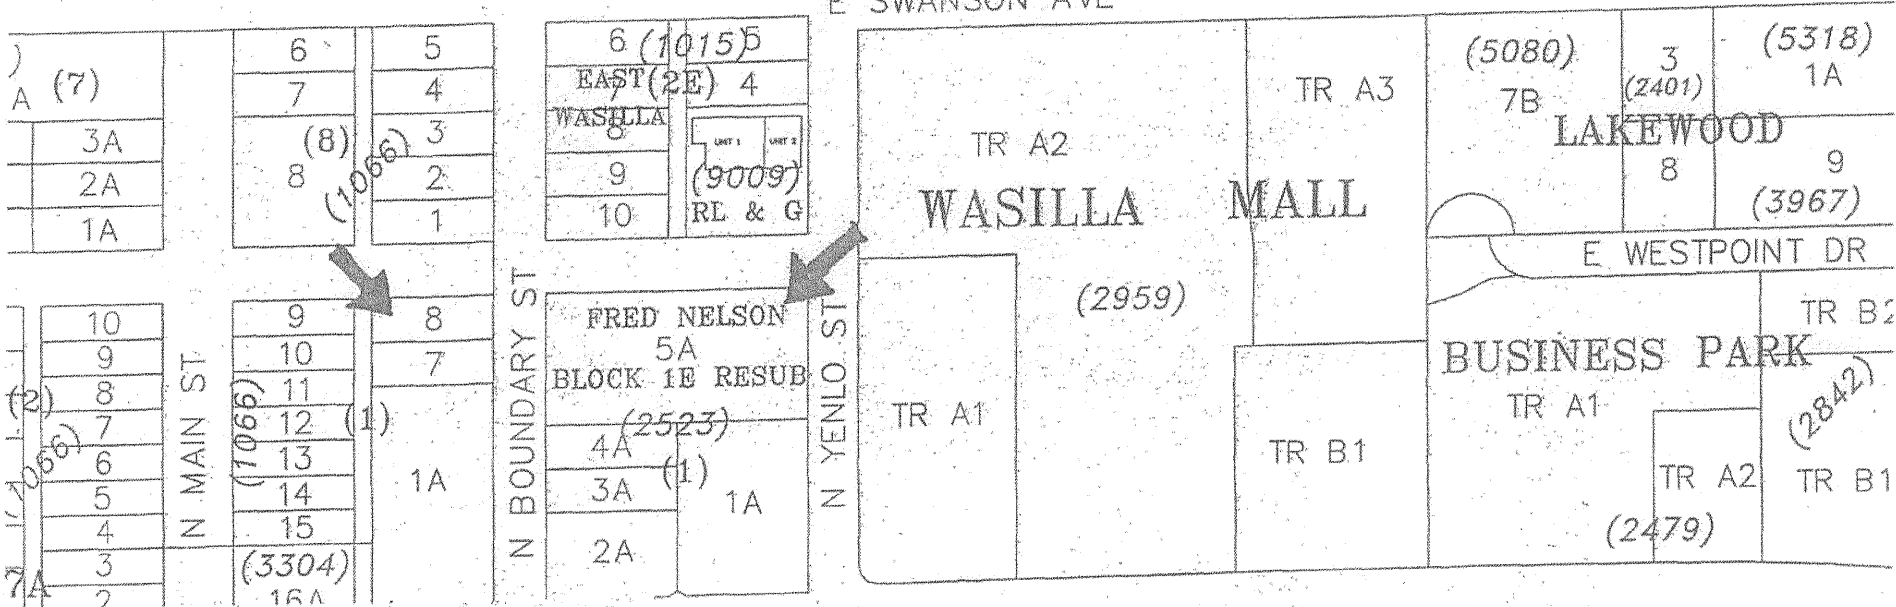 E SWANSON AVE
)
A
(7)
3A
2A
1A
6
7
(8)
8
(1066)
5
4
3
2
1
6
(1015)
5
EAST
(2E)
7
4
WASILLA
8
UNIT 1
UNIT 2
9
(9009)
10
RL & G
TR A2
TR A3
WASILLA MALL
(2959)
TR A1
TR B1
(5080)
7B
3
(2401)
(5318)
1A
LAKEWOOD
8
9
(3967)
E WESTPOINT DR
BUSINESS PARK
TR A1
TR A2
(2479)
TR B2
(2842)
TR B1
10
9
8
7
6
5
4
3
2
(2)
(1066)
7A
N MAIN ST
9
10
11
12
13
14
15
(3304)
16A
(1066)
(1)
8
7
1A
N BOUNDARY ST
FRED NELSON
5A
BLOCK 1E RESUB
(2523)
4A
3A
(1)
1A
2A
N YENLO ST